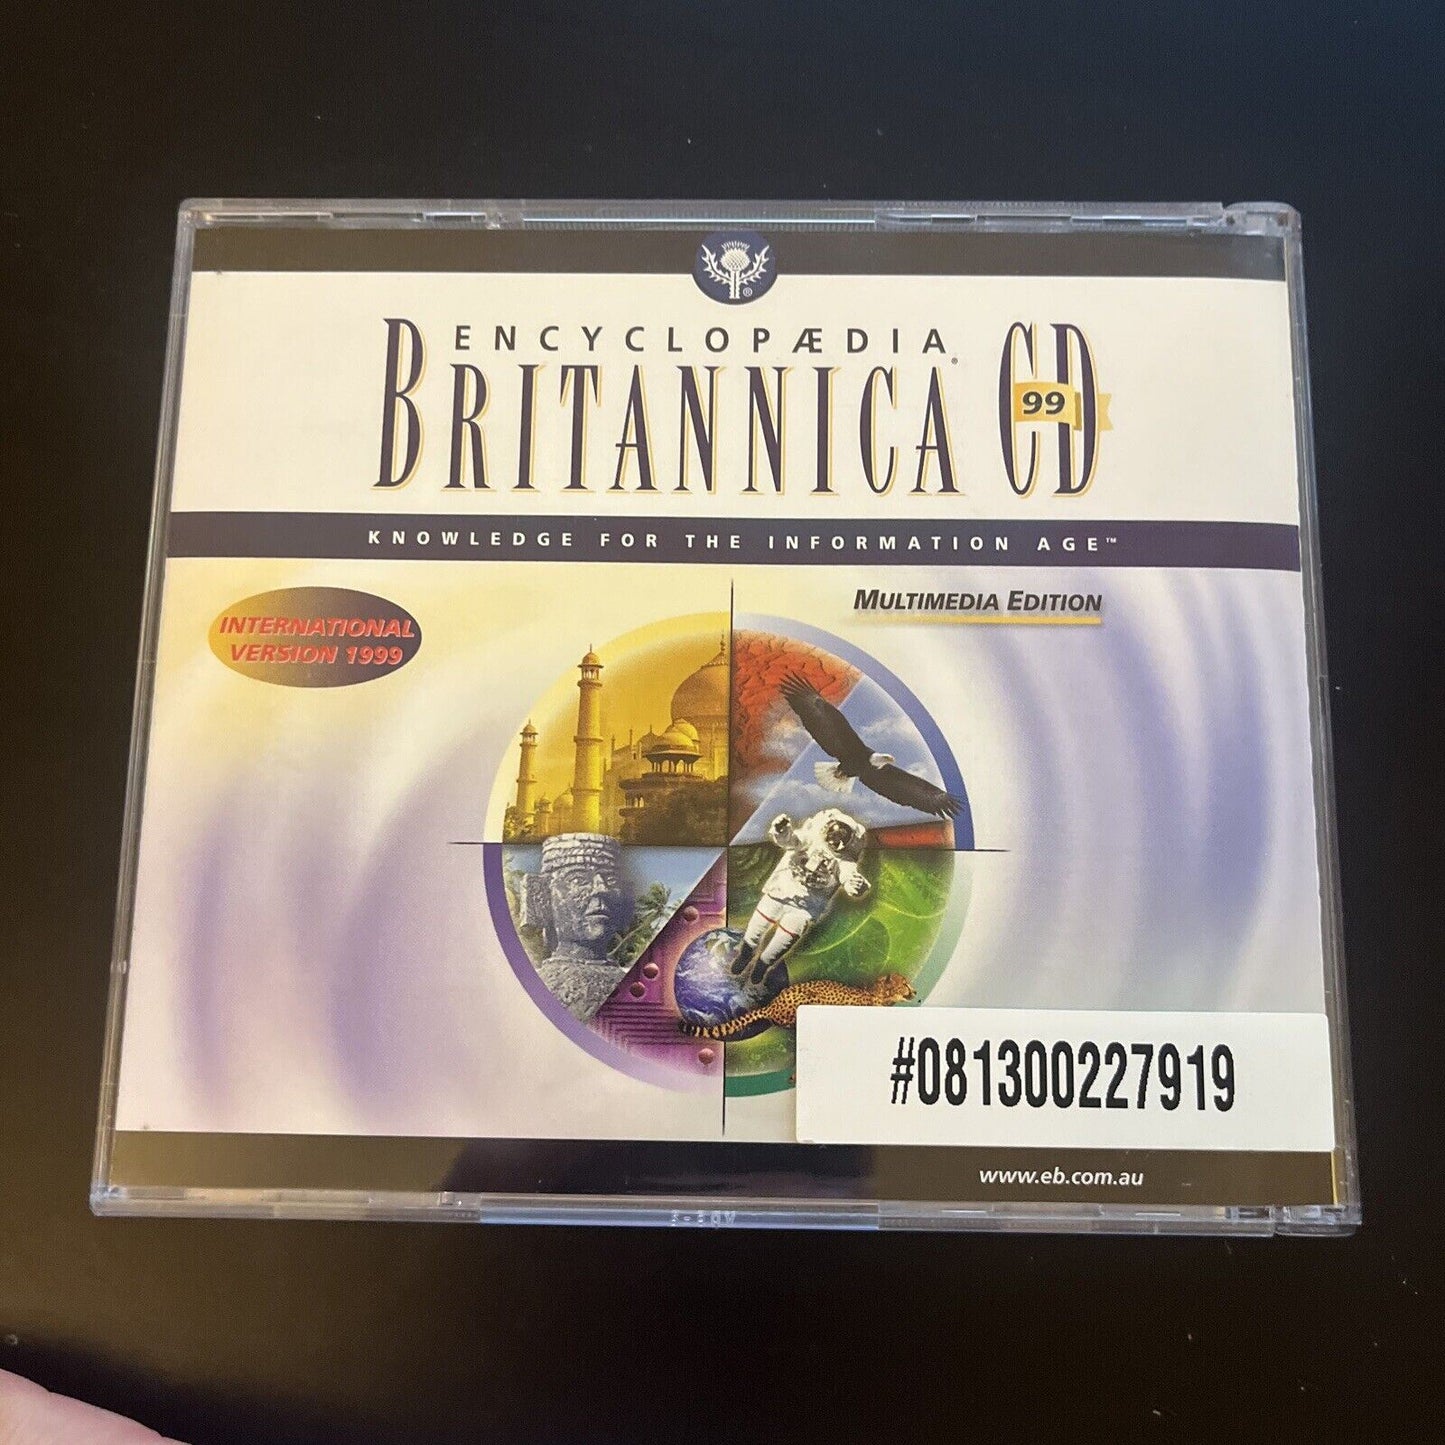 ®
ENCYCLOPÆDIA
BRITANNICA® CD 99
KNOWLEDGE FOR THE INFORMATION AGE™
MULTIMEDIA EDITION
INTERNATIONAL
VERSION 1999
#081300227919
www.eb.com.au